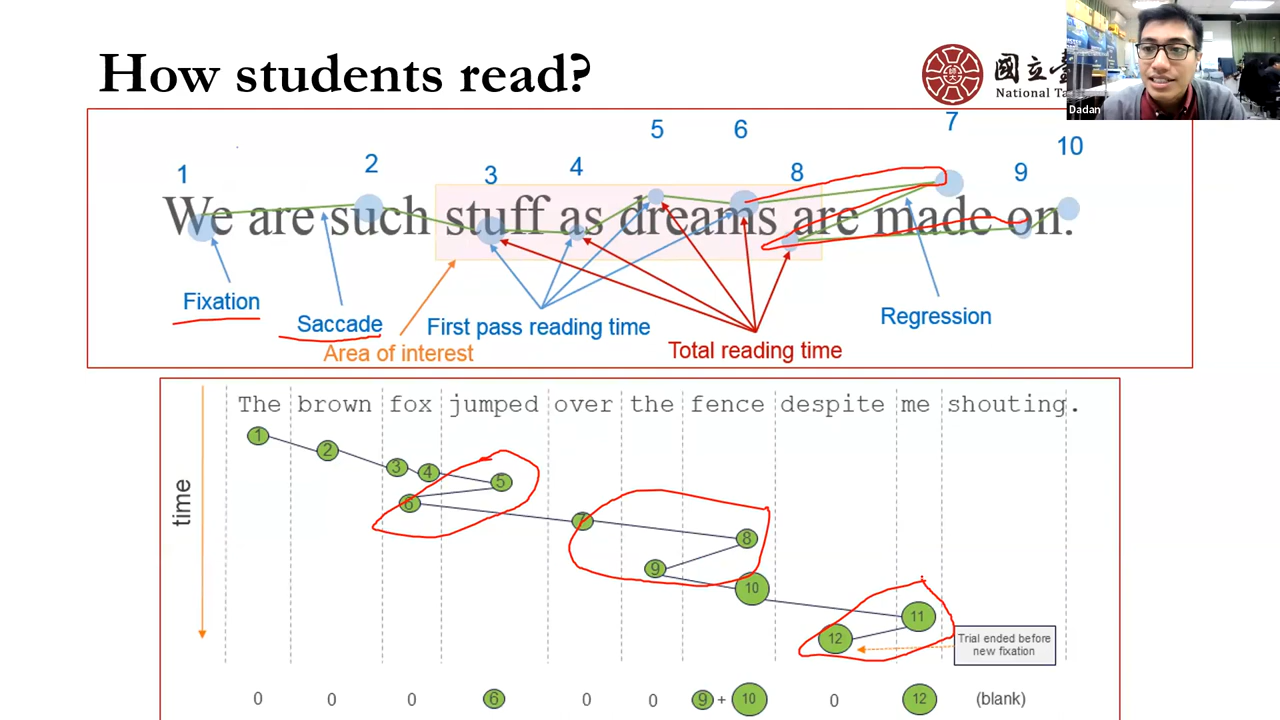 How students read?
國立臺
National Ta
Dadan
1 2 3 4 5 6 8 7 9 10
We are such stuff as dreams are made on.
Fixation
Saccade
Area of interest
First pass reading time
Total reading time
Regression
The brown fox jumped over the fence despite me shouting.
time
1
2
3
4
5
6
7
8
9
10
11
12
Trial ended before
new fixation
0 0 0 6 0 0 9 + 10 0 12 (blank)